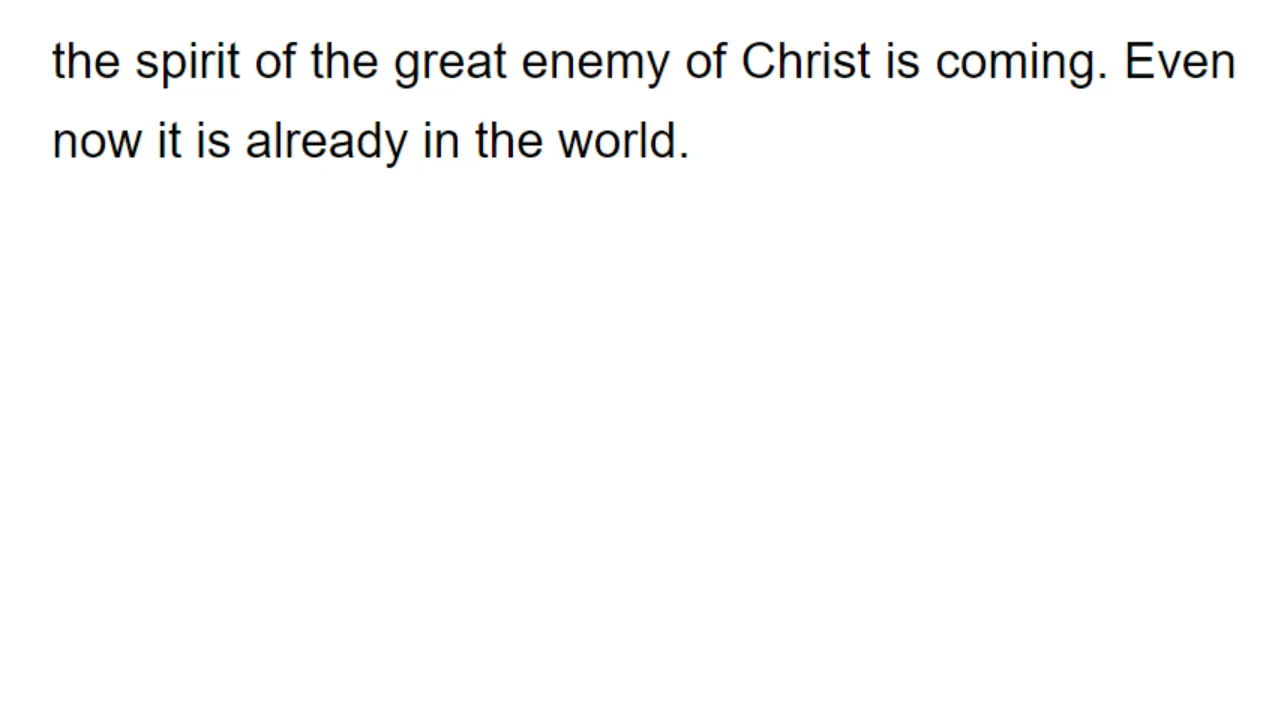 the spirit of the great enemy of Christ is coming. Even
now it is already in the world.